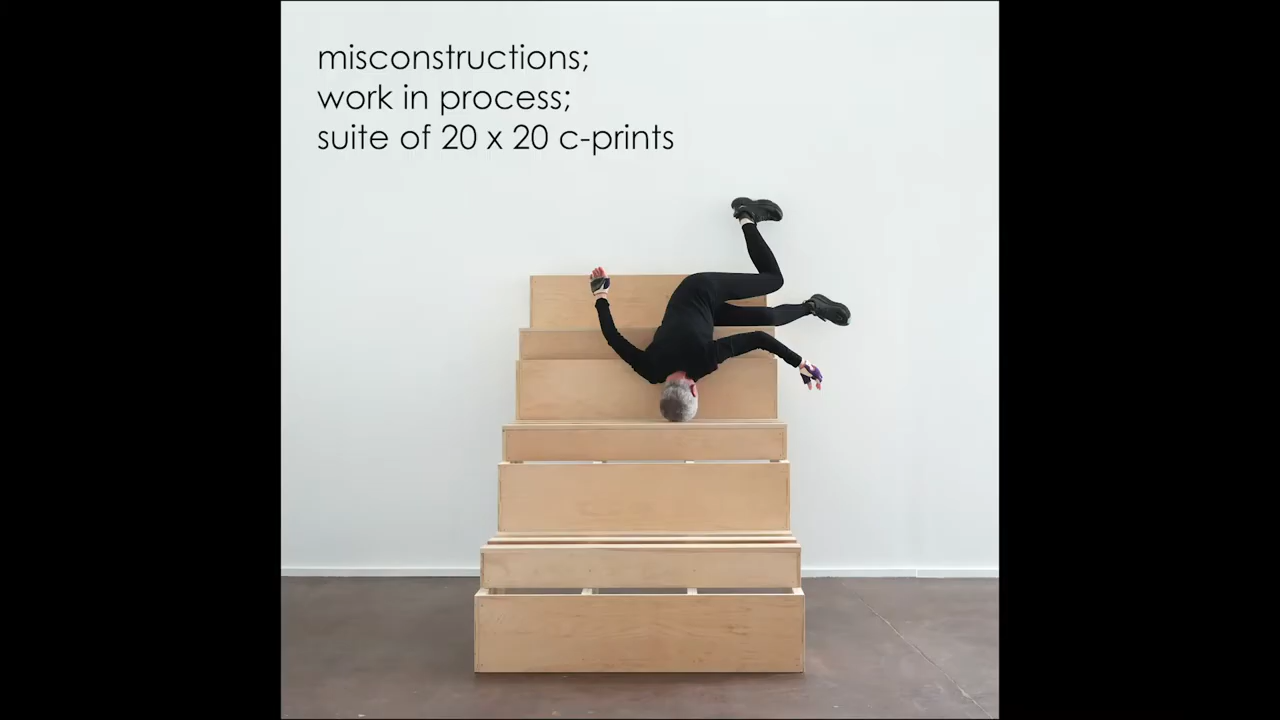 misconstructions;
work in process;
suite of 20 x 20 c-prints